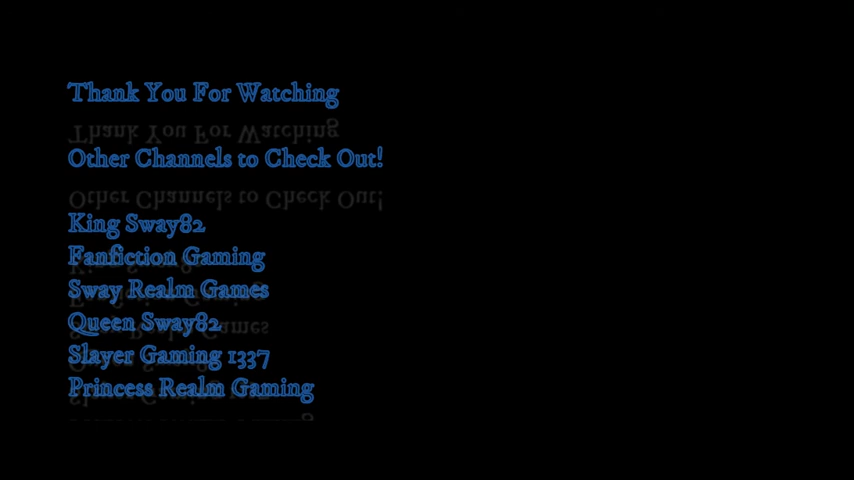 Thank You For Watching
Other Channels to Check Out!
King Sway82
Fanfiction Gaming
Sway Realm Games
Queen Sway82
Slayer Gaming 1337
Princess Realm Gaming